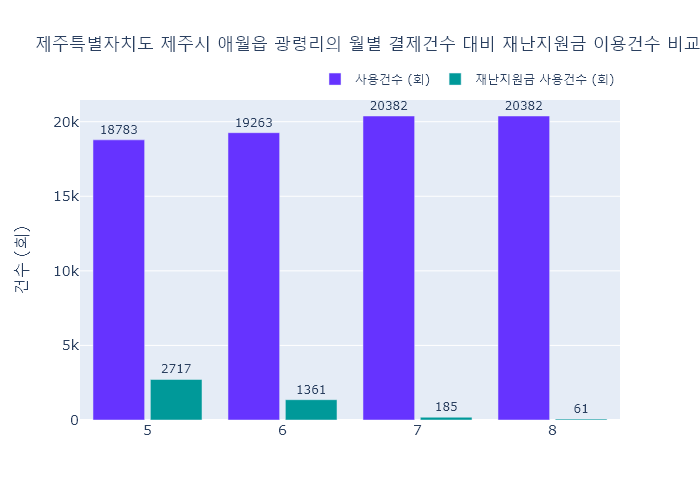 제주특별자치도 제주시 애월읍 광령리의 월별 결제건수 대비 재난지원금 이용건수 비교
사용건수 (회) 재난지원금 사용건수 (회)
건수 (회)
20k
15k
10k
5k
0
18783
19263
20382
20382
2717
1361
185
61
5 6 7 8